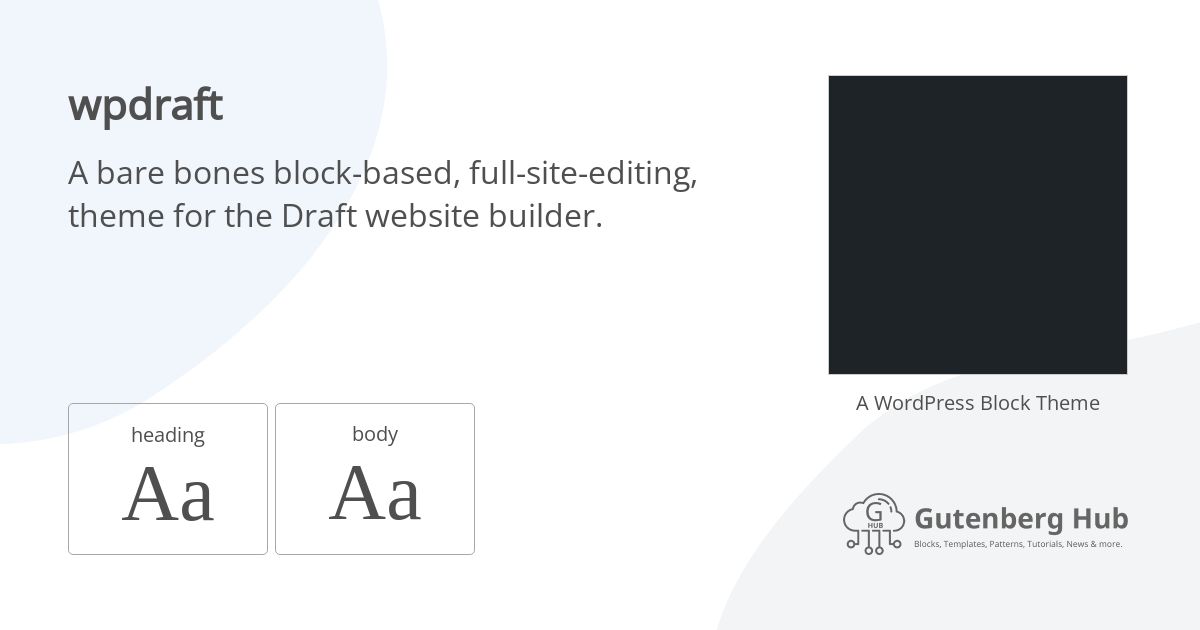 wpdraft
A bare bones block-based, full-site-editing,
theme for the Draft website builder.
heading
Aa
body
Aa
A WordPress Block Theme
G
HUB
Gutenberg Hub
Blocks, Templates, Patterns, Tutorials, News & more.